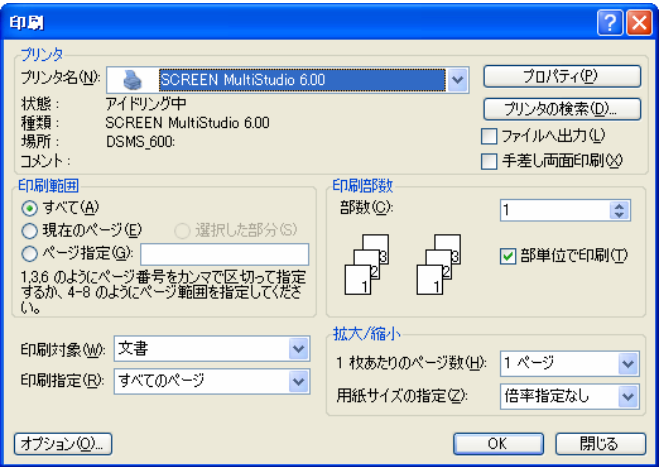 印刷
プリンタ
プリンタ名(N): SCREEN MultiStudio 6.00
プロパティ(P)
状態: アイドリング中
種類: SCREEN MultiStudio 6.00
場所: DSMS_600:
コメント:
プリンタの検索(D)...
ファイルへ出力(L)
手差し両面印刷(X)
印刷範囲
すべて(A)
現在のページ(E) 選択した部分(S)
ページ指定(G):
1,3,6 のようにページ番号をカンマで区切って指定
するか、4-8 のようにページ範囲を指定してくださ
い。
印刷部数
部数(C): 1
1 2 3 1 2 3
部単位で印刷(T)
印刷対象(W): 文書
印刷指定(R): すべてのページ
拡大/縮小
1 枚あたりのページ数(H): 1 ページ
用紙サイズの指定(Z): 倍率指定なし
オプション(O)... OK 閉じる